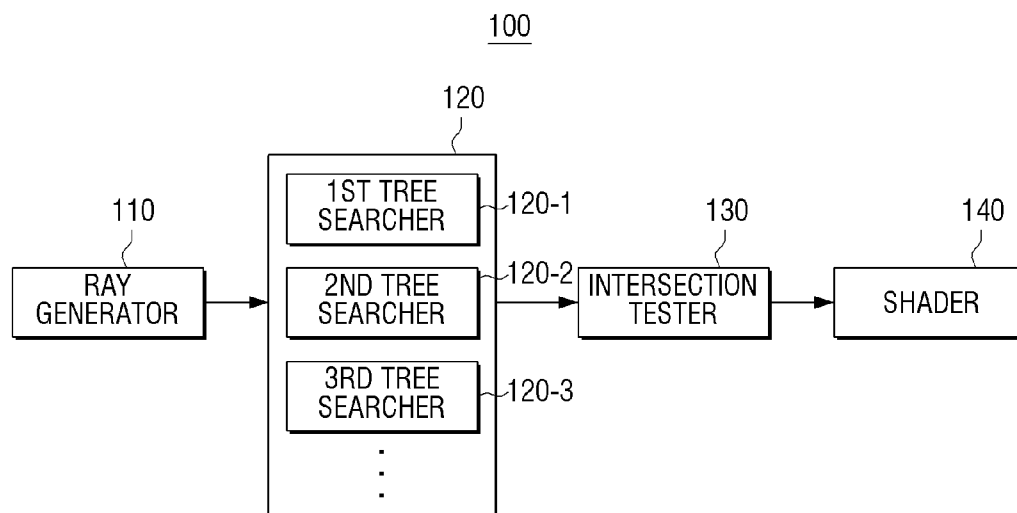 100
120
1ST TREE
SEARCHER
120-1
110
RAY
GENERATOR
2ND TREE
SEARCHER
120-2
130
INTERSECTION
TESTER
140
SHADER
3RD TREE
SEARCHER
120-3